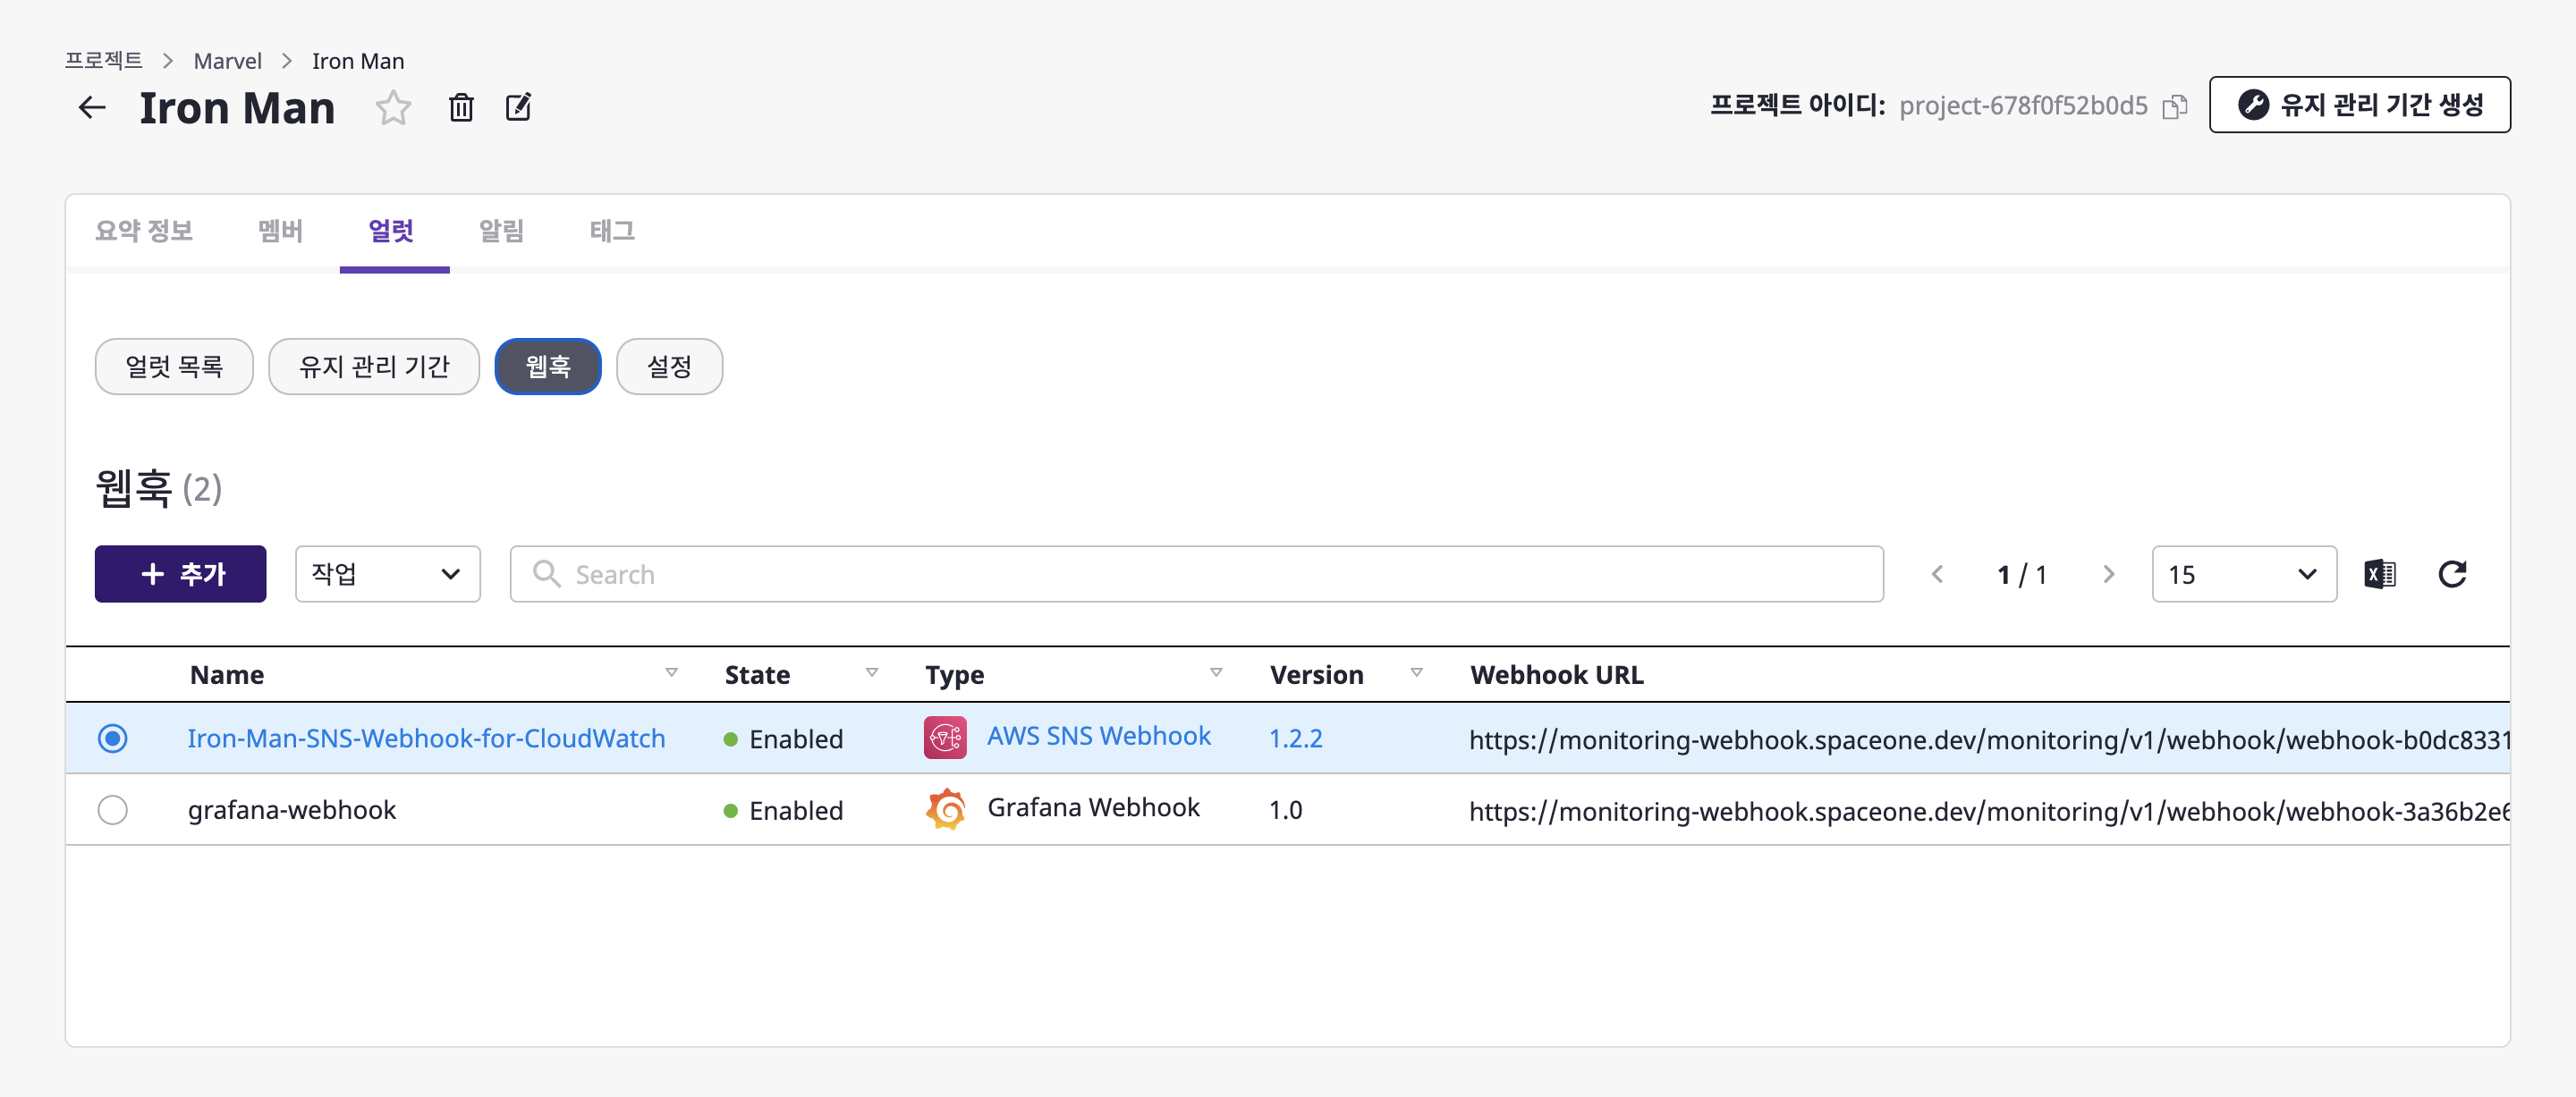 프로젝트 > Marvel > Iron Man
Iron Man
프로젝트 아이디: project-678f0f52b0d5
유지 관리 기간 생성
요약 정보 멤버 얼럿 알림 태그
얼럿 목록 유지 관리 기간 웹훅 설정
웹훅 (2)
+ 추가 작업 Search 1 / 1 15
Name State Type Version Webhook URL
Iron-Man-SNS-Webhook-for-CloudWatch Enabled AWS SNS Webhook 1.2.2 https://monitoring-webhook.spaceone.dev/monitoring/v1/webhook/webhook-b0dc8331
grafana-webhook Enabled Grafana Webhook 1.0 https://monitoring-webhook.spaceone.dev/monitoring/v1/webhook/webhook-3a36b2e6